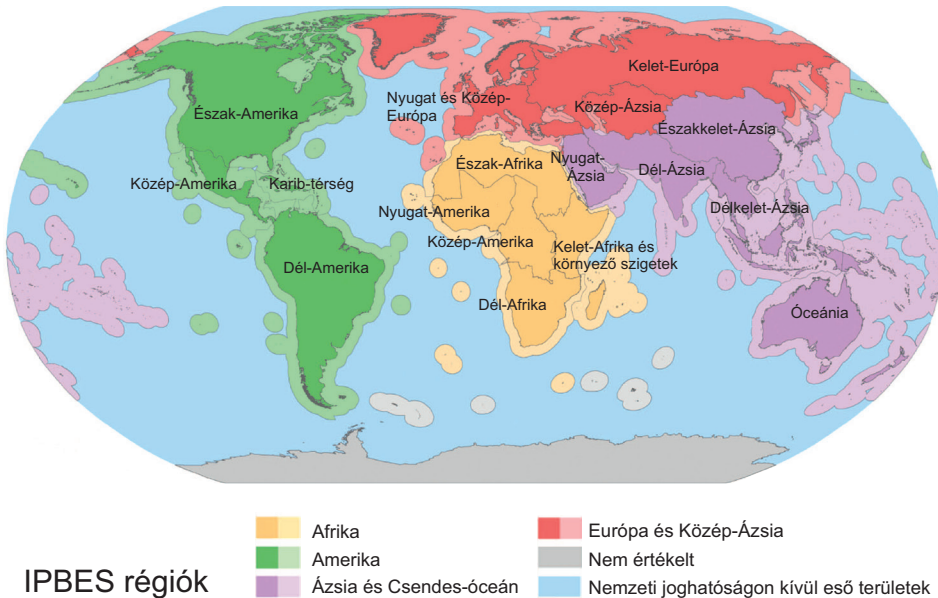 Kelet-Európa
Nyugat és Közép-
Európa
Közép-Ázsia
Észak-Amerika
Északkelet-Ázsia
Észak-Afrika
Nyugat-
Ázsia
Dél-Ázsia
Közép-Amerika
Karib-térség
Nyugat-Amerika
Délkelet-Ázsia
Közép-Amerika
Kelet-Afrika és
környező szigetek
Dél-Amerika
Dél-Afrika
Óceánia
IPBES régiók
Afrika
Amerika
Ázsia és Csendes-óceán
Európa és Közép-Ázsia
Nem értékelt
Nemzeti joghatóságon kívül eső területek